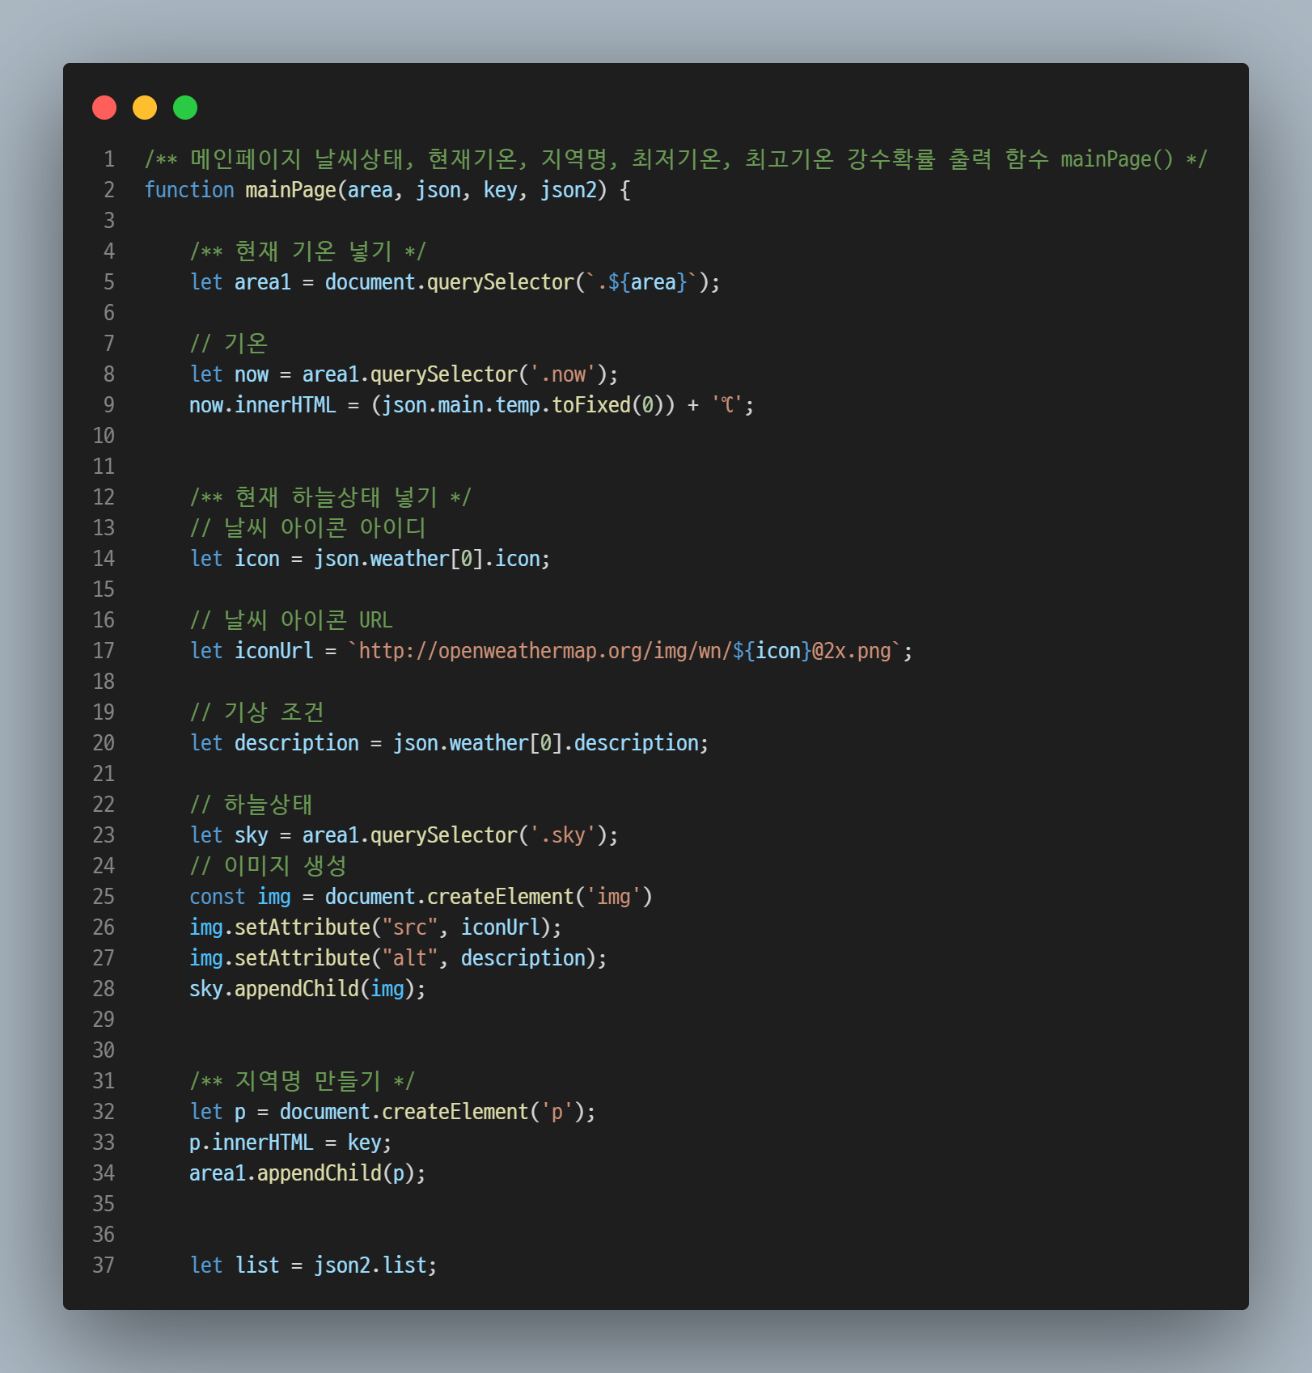 1 /** 메인페이지 날씨상태, 현재기온, 지역명, 최저기온, 최고기온 강수확률 출력 함수 mainPage() */
2 function mainPage(area, json, key, json2) {
3
4 /** 현재 기온 넣기 */
5 let area1 = document.querySelector(`.${area}`);
6
7 // 기온
8 let now = area1.querySelector('.now');
9 now.innerHTML = (json.main.temp.toFixed(0)) + '℃';
10
11
12 /** 현재 하늘상태 넣기 */
13 // 날씨 아이콘 아이디
14 let icon = json.weather[0].icon;
15
16 // 날씨 아이콘 URL
17 let iconUrl = `http://openweathermap.org/img/wn/${icon}@2x.png`;
18
19 // 기상 조건
20 let description = json.weather[0].description;
21
22 // 하늘상태
23 let sky = area1.querySelector('.sky');
24 // 이미지 생성
25 const img = document.createElement('img')
26 img.setAttribute("src", iconUrl);
27 img.setAttribute("alt", description);
28 sky.appendChild(img);
29
30
31 /** 지역명 만들기 */
32 let p = document.createElement('p');
33 p.innerHTML = key;
34 area1.appendChild(p);
35
36
37 let list = json2.list;